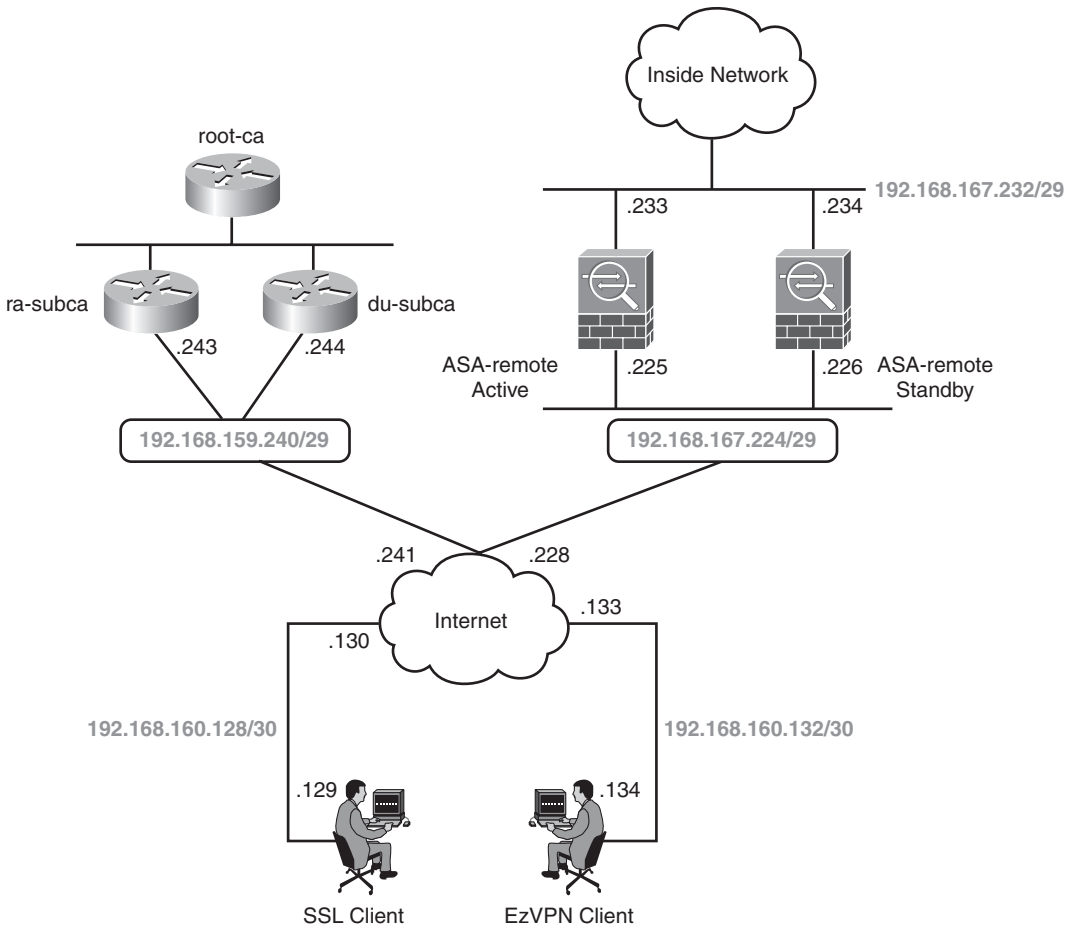 Inside Network
root-ca
192.168.167.232/29
.233
.234
ra-subca
du-subca
.243
.244
ASA-remote
Active
.225
.226
ASA-remote
Standby
192.168.159.240/29
192.168.167.224/29
.241
.228
Internet
.133
.130
192.168.160.128/30
192.168.160.132/30
.129
.134
SSL Client
EzVPN Client